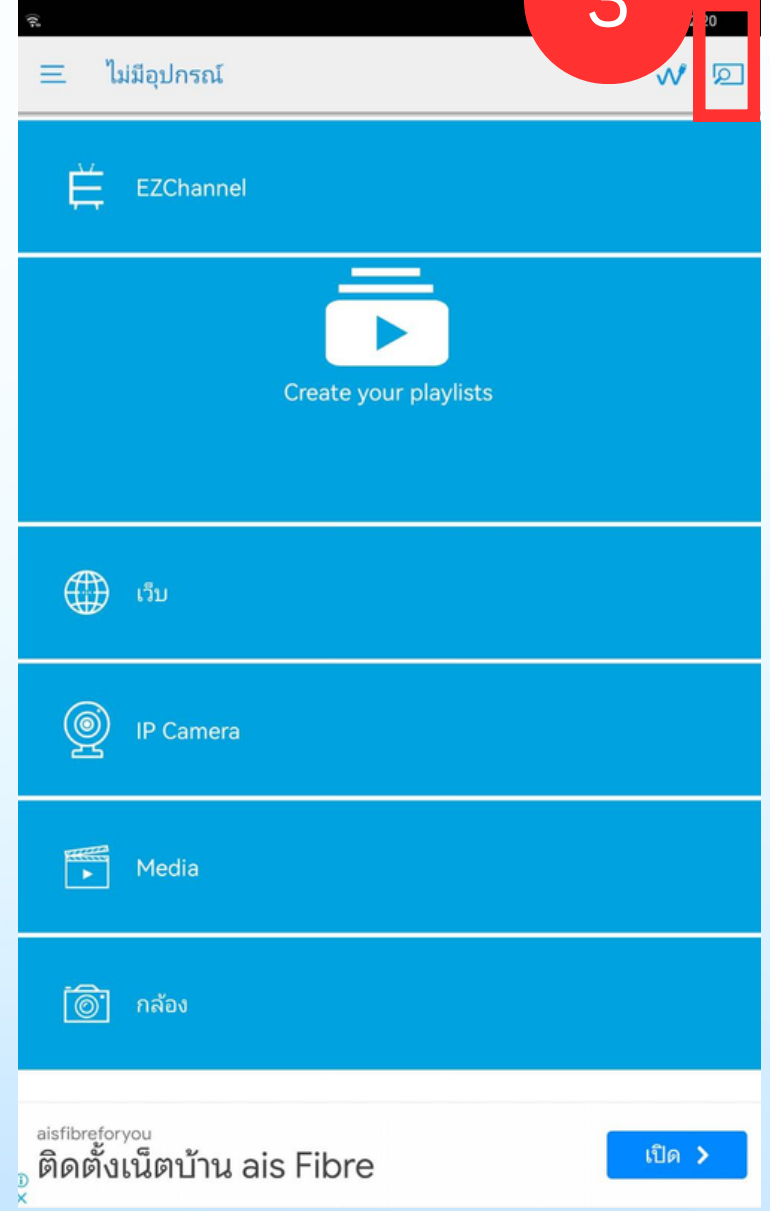 3
20
ไม่มีอุปกรณ์
EZChannel
Create your playlists
เว็บ
IP Camera
Media
กล้อง
aisfibreforyou
ติดตั้งเน็ตบ้าน ais Fibre
เปิด